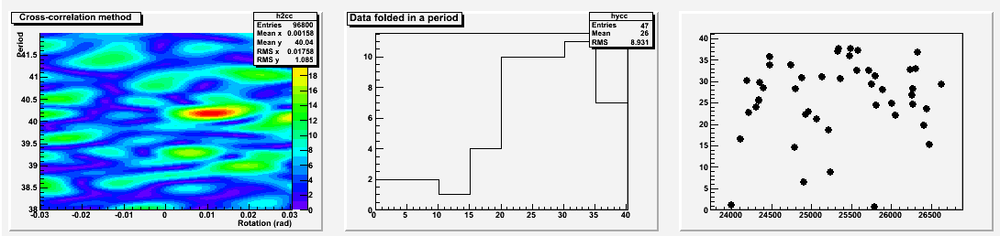 Cross-correlation method
h2cc
Entries 96800
Mean x 0.00158
Mean y 40.04
RMS x 0.01758
RMS y 1.085
Period
41.5
41
40.5
40
39.5
39
38.5
38
-0.03 -0.02 -0.01 0 0.01 0.02 0.03
Rotation (rad)
18
16
14
12
10
8
6
4
2
0
Data folded in a period
hycc
Entries 47
Mean 26
RMS 8.931
10
8
6
4
2
0
0 5 10 15 20 25 30 35 40
40
35
30
25
20
15
10
5
0
24000 24500 25000 25500 26000 26500